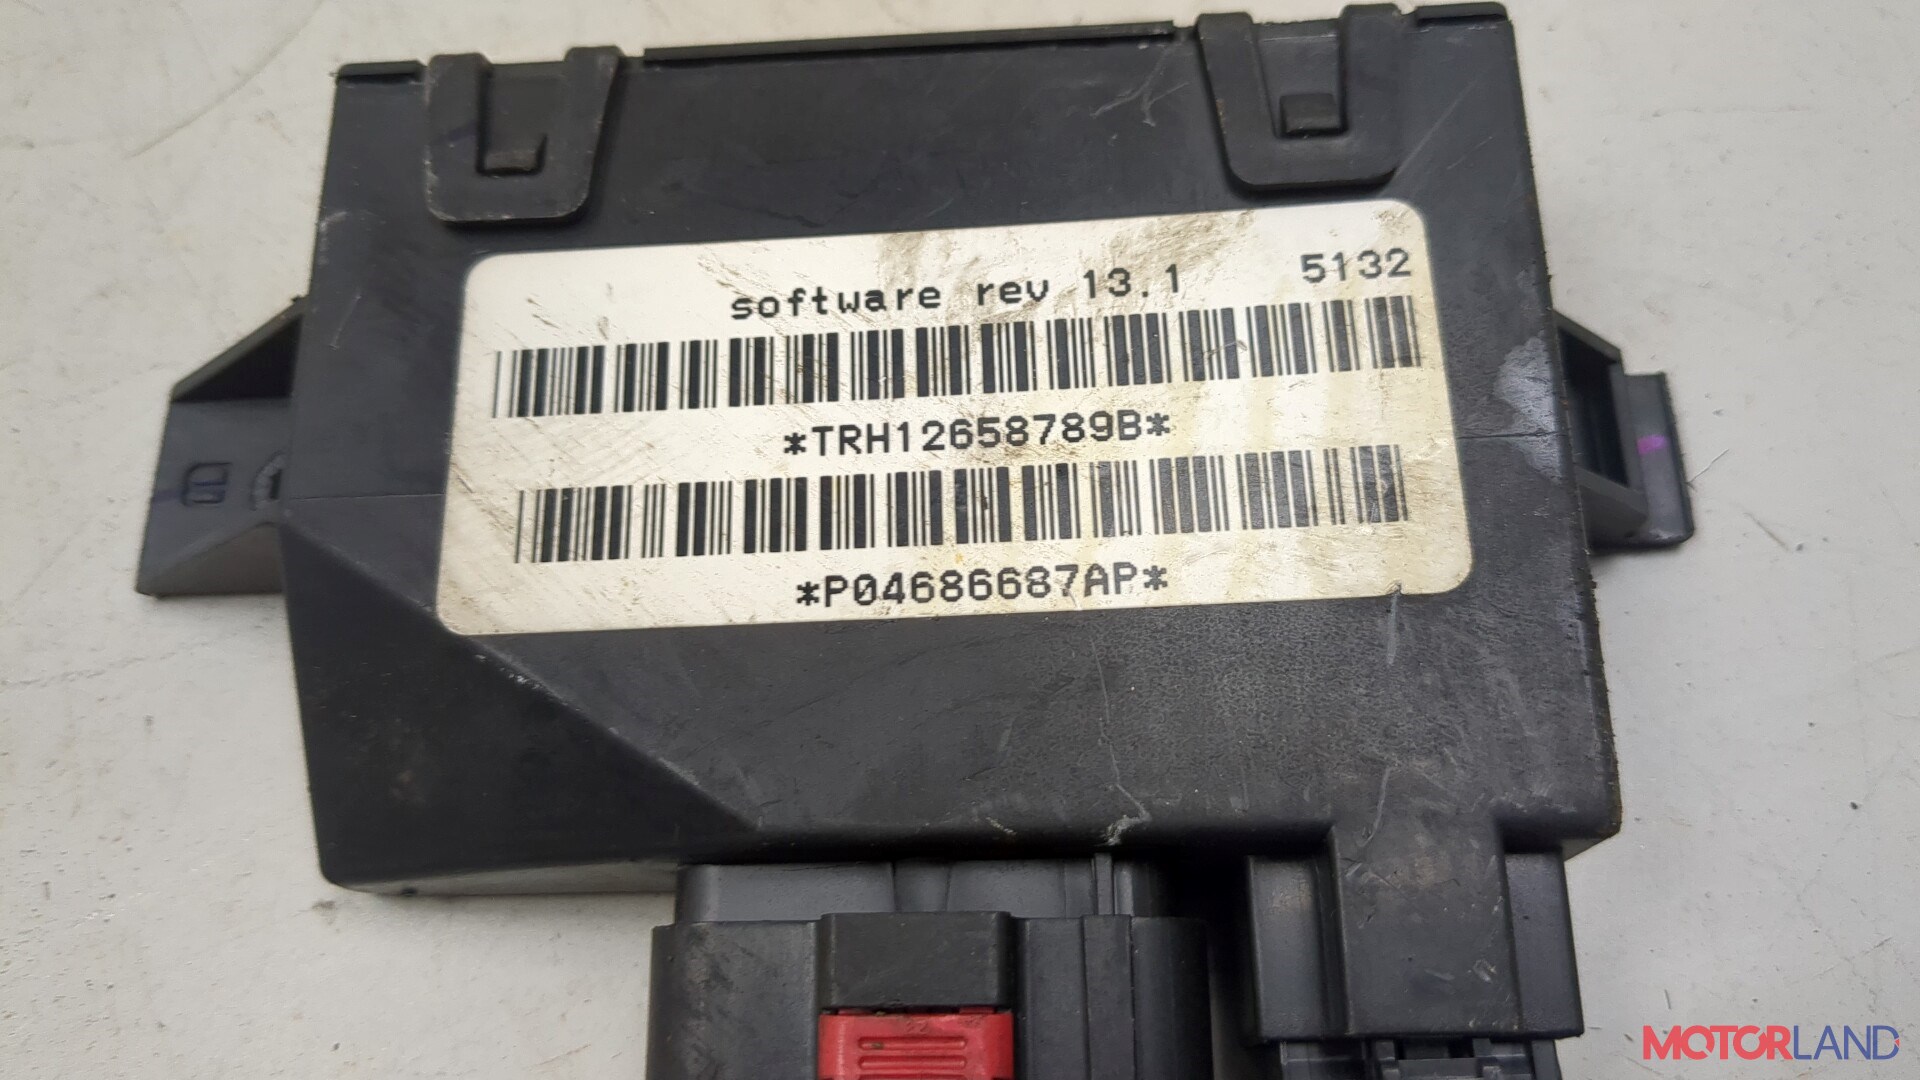 software rev 13.1 5132
*TRH12658789B*
*P04686687AP*
MOTORLAND